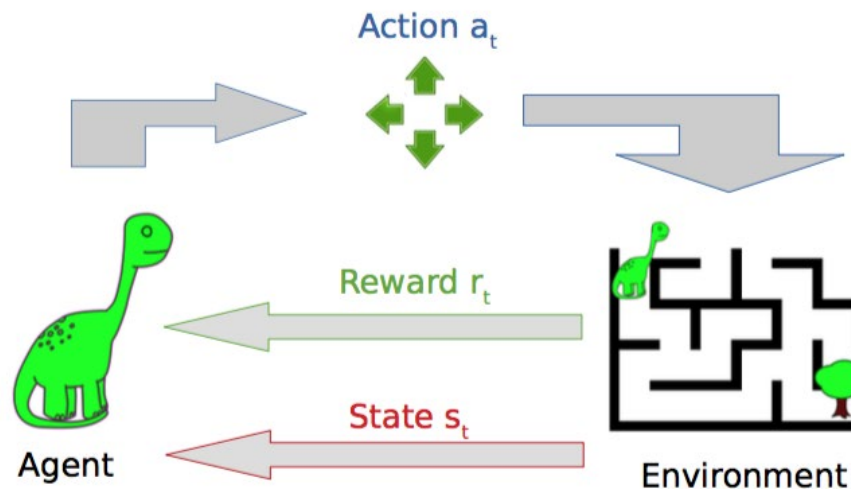 Action a_t
Reward r_t
State s_t
Agent
Environment